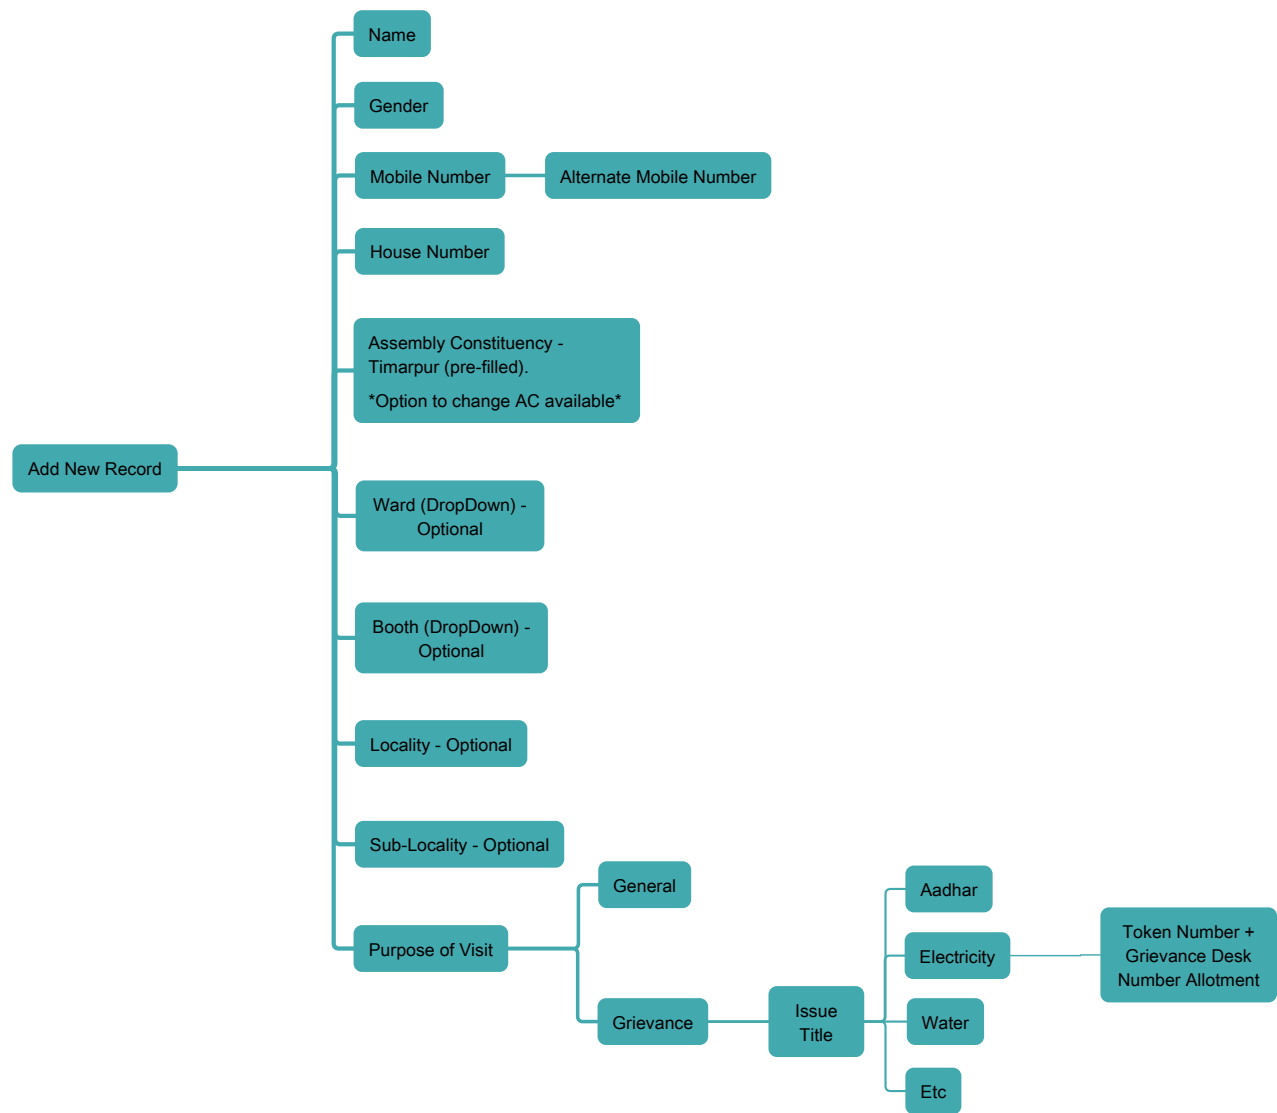 Name
Gender
Mobile Number
Alternate Mobile Number
House Number
Assembly Constituency -
Timarpur (pre-filled).
*Option to change AC available*
Add New Record
Ward (DropDown) -
Optional
Booth (DropDown) -
Optional
Locality - Optional
Sub-Locality - Optional
Purpose of Visit
General
Grievance
Issue
Title
Aadhar
Electricity
Water
Etc
Token Number +
Grievance Desk
Number Allotment